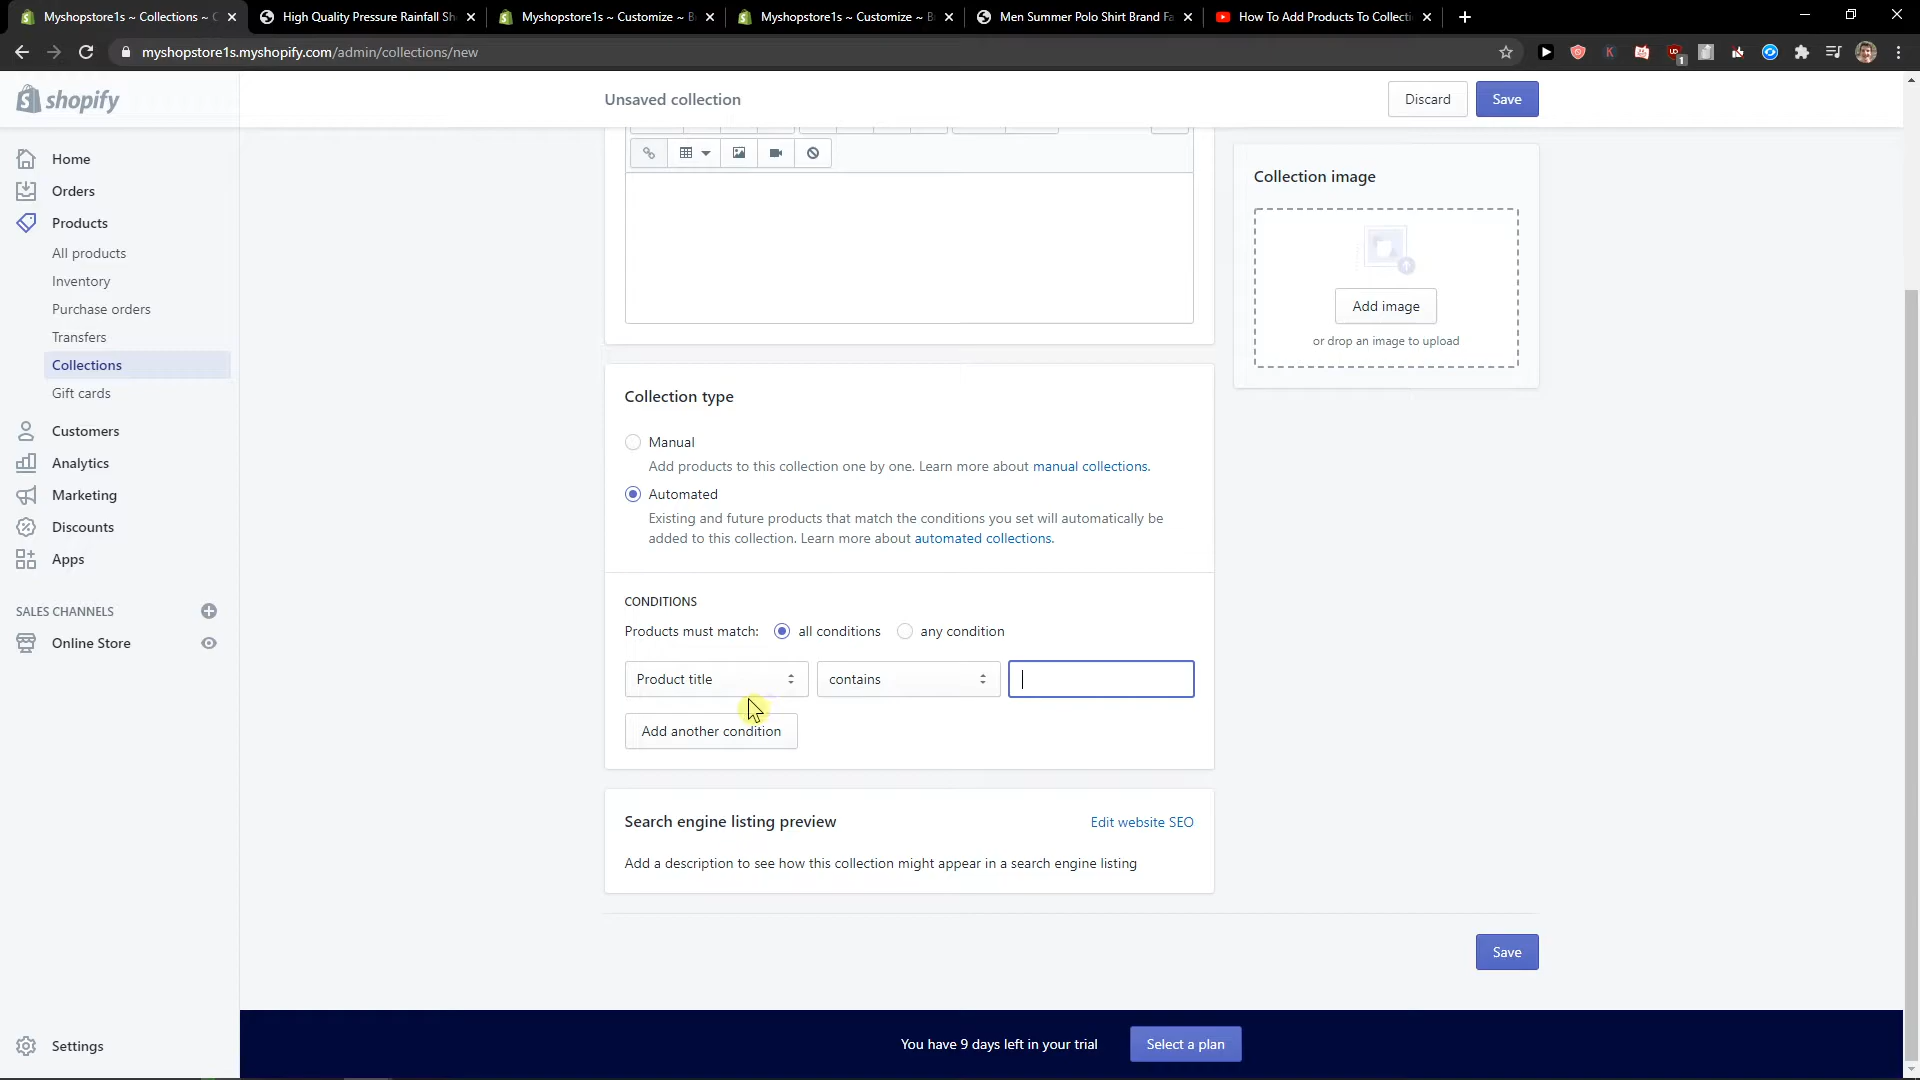 Myshopstore1s ~ Collections ~
High Quality Pressure Rainfall Sh
Myshopstore1s ~ Customize ~
Myshopstore1s ~ Customize ~
Men Summer Polo Shirt Brand Fa
How To Add Products To Collecti
myshopstore1s.myshopify.com/admin/collections/new
shopify
Unsaved collection
Discard
Save
Home
Orders
Products
All products
Inventory
Purchase orders
Transfers
Collections
Gift cards
Customers
Analytics
Marketing
Discounts
Apps
SALES CHANNELS
Online Store
Settings
Collection image
Add image
or drop an image to upload
Collection type
Manual
Add products to this collection one by one. Learn more about manual collections.
Automated
Existing and future products that match the conditions you set will automatically be
added to this collection. Learn more about automated collections.
CONDITIONS
Products must match: all conditions any condition
Product title contains
Add another condition
Search engine listing preview
Edit website SEO
Add a description to see how this collection might appear in a search engine listing
Save
You have 9 days left in your trial
Select a plan